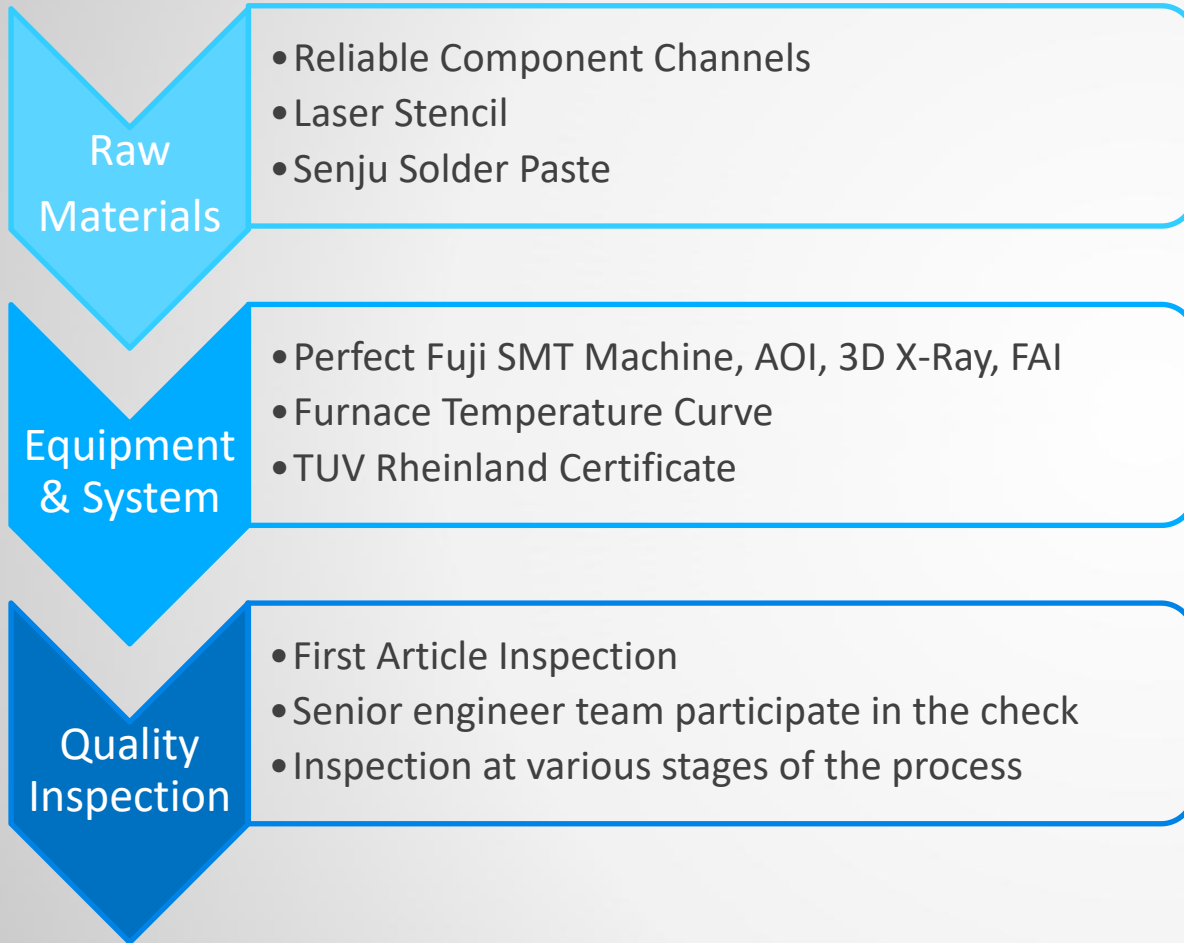 Raw
Materials
•Reliable Component Channels
•Laser Stencil
•Senju Solder Paste
Equipment
& System
•Perfect Fuji SMT Machine, AOI, 3D X-Ray, FAI
•Furnace Temperature Curve
•TUV Rheinland Certificate
Quality
Inspection
•First Article Inspection
•Senior engineer team participate in the check
•Inspection at various stages of the process